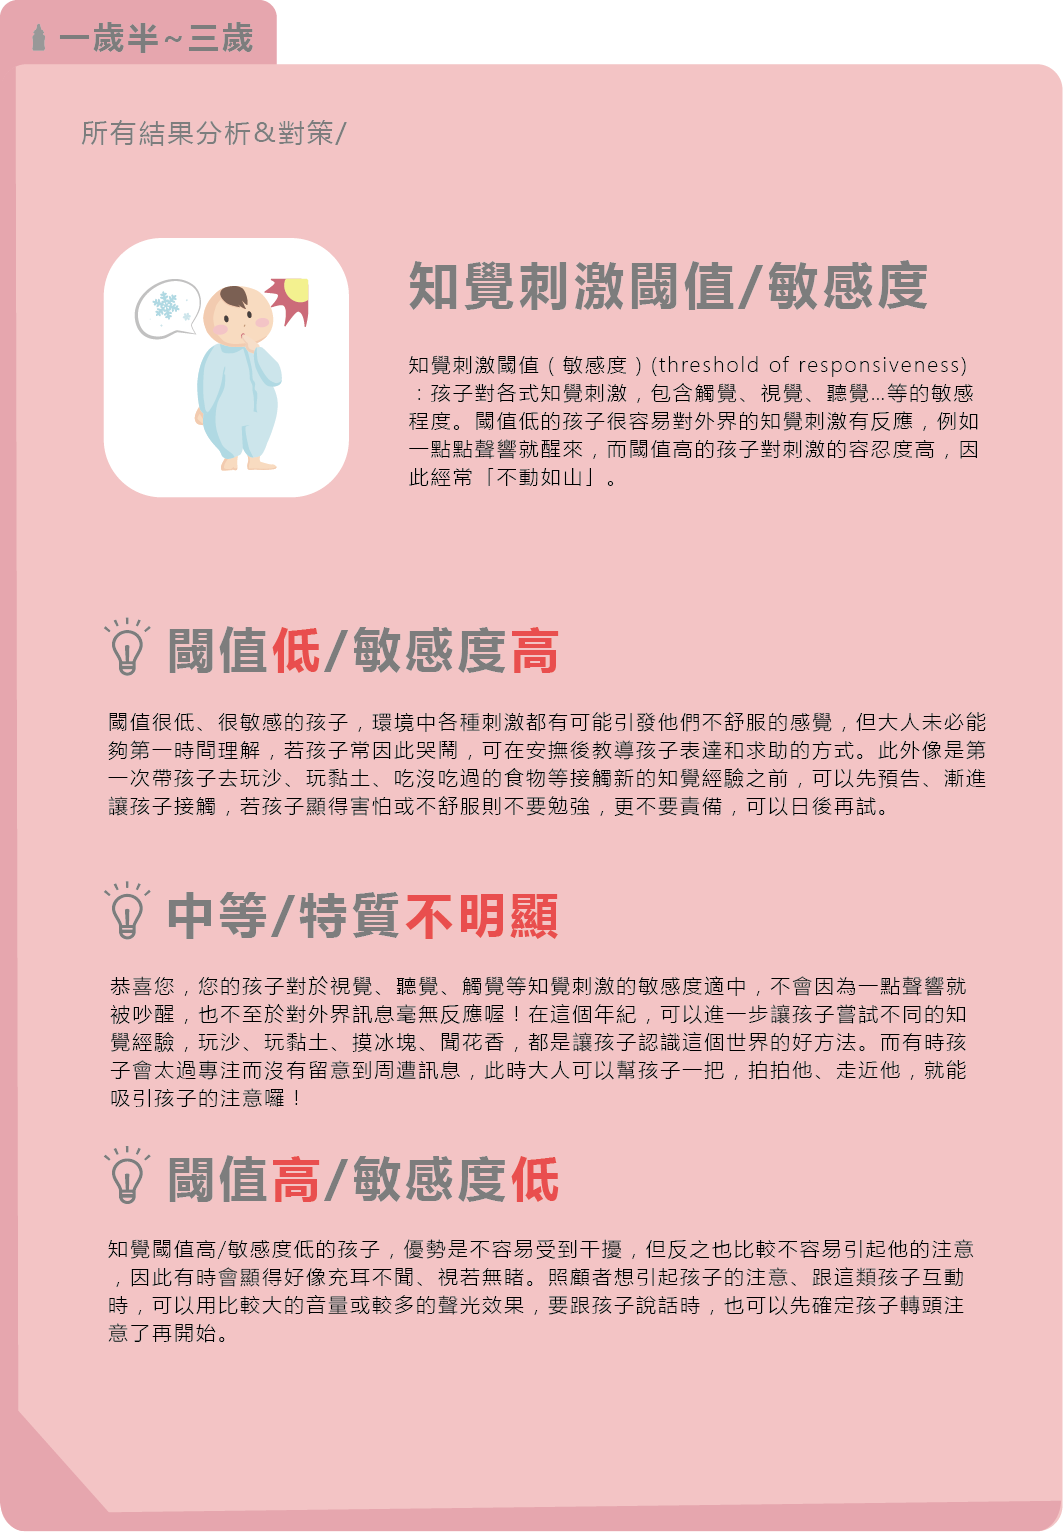 一歲半~三歲
所有結果分析&對策/
知覺刺激閾值/敏感度
知覺刺激閾值(敏感度)(threshold of responsiveness)
:孩子對各式知覺刺激,包含觸覺、視覺、聽覺...等的敏感
程度。閾值低的孩子很容易對外界的知覺刺激有反應,例如
一點點聲響就醒來,而閾值高的孩子對刺激的容忍度高,因
此經常「不動如山」。
閾值低/敏感度高
閾值很低、很敏感的孩子,環境中各種刺激都有可能引發他們不舒服的感覺,但大人未必能
夠第一時間理解,若孩子常因此哭鬧,可在安撫後教導孩子表達和求助的方式。此外像是第
一次帶孩子去玩沙、玩黏土、吃沒吃過的食物等接觸新的知覺經驗之前,可以先預告、漸進
讓孩子接觸,若孩子顯得害怕或不舒服則不要勉強,更不要責備,可以日後再試。
中等/特質不明顯
恭喜您,您的孩子對於視覺、聽覺、觸覺等知覺刺激的敏感度適中,不會因為一點聲響就
被吵醒,也不至於對外界訊息毫無反應喔!在這個年紀,可以進一步讓孩子嘗試不同的知
覺經驗,玩沙、玩黏土、摸冰塊、聞花香,都是讓孩子認識這個世界的好方法。而有時孩
子會太過專注而沒有留意到周遭訊息,此時大人可以幫孩子一把,拍拍他、走近他,就能
吸引孩子的注意囉!
閾值高/敏感度低
知覺閾值高/敏感度低的孩子,優勢是不容易受到干擾,但反之也比較不容易引起他的注意
,因此有時會顯得好像充耳不聞、視若無睹。照顧者想引起孩子的注意、跟這類孩子互動
時,可以用比較大的音量或較多的聲光效果,要跟孩子說話時,也可以先確定孩子轉頭注
意了再開始。